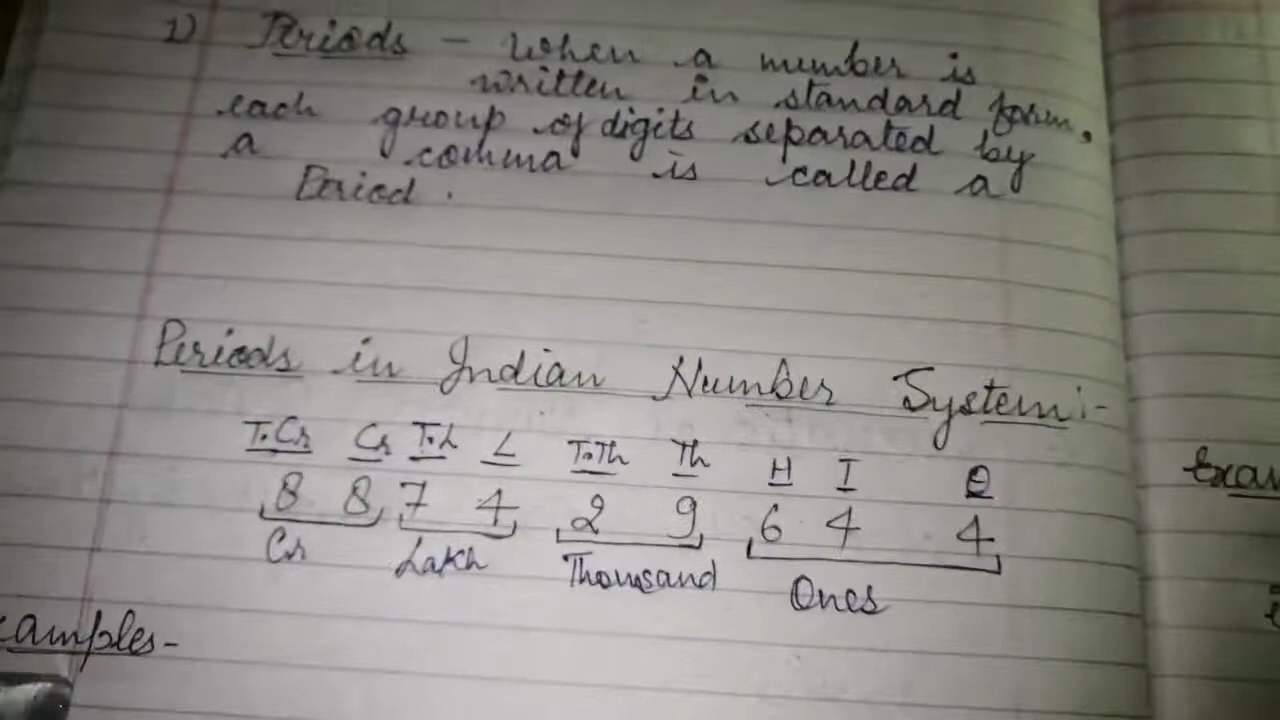 1) Periods - When a number is
written in standard form,
each group of digits separated by
a comma is called a
Period.
Periods in Indian Number System:-
T.Cr Cr T.L L T.Th Th H T O
8 8, 7 4, 2 9, 6 4 4
Cr Lakh Thousand Ones
amples-
Exam